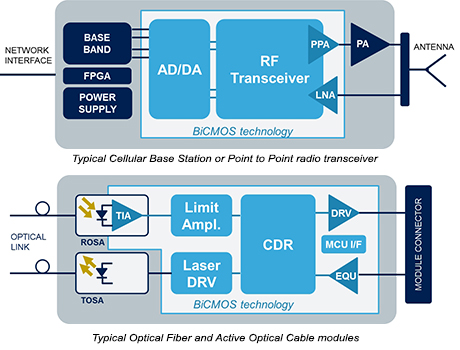 NETWORK
INTERFACE
BASE
BAND
FPGA
POWER
SUPPLY
AD/DA
RF
Transceiver
PPA
LNA
PA
ANTENNA
BiCMOS technology
Typical Cellular Base Station or Point to Point radio transceiver
OPTICAL
LINK
TIA
ROSA
TOSA
Limit
Ampl.
Laser
DRV
CDR
DRV
MCU I/F
EQU
MODULE CONNECTOR
BiCMOS technology
Typical Optical Fiber and Active Optical Cable modules